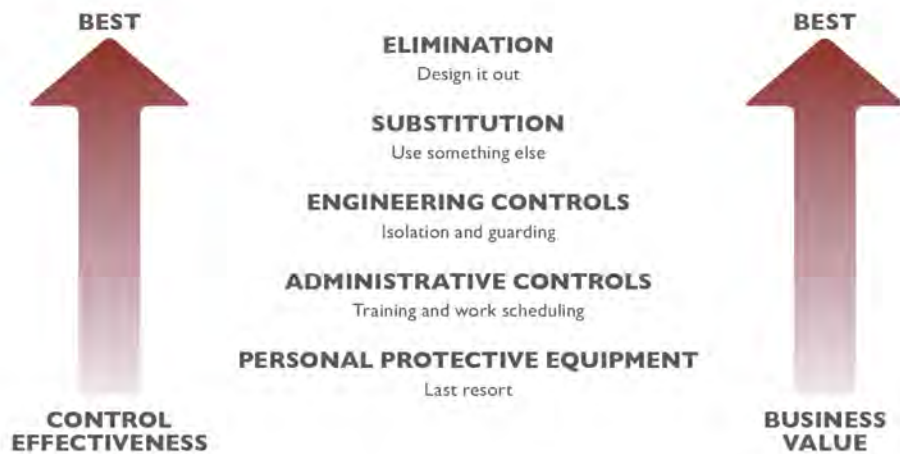 BEST
BEST
ELIMINATION
Design it out
SUBSTITUTION
Use something else
ENGINEERING CONTROLS
Isolation and guarding
ADMINISTRATIVE CONTROLS
Training and work scheduling
PERSONAL PROTECTIVE EQUIPMENT
Last resort
CONTROL
EFFECTIVENESS
BUSINESS
VALUE